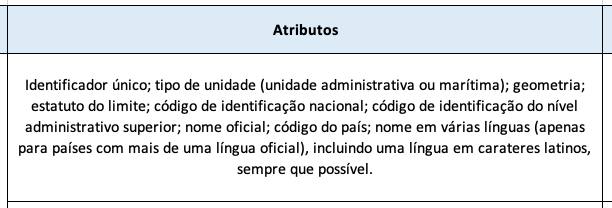 Atributos
Identificador único; tipo de unidade (unidade administrativa ou marítima); geometria;
estatuto do limite; código de identificação nacional; código de identificação do nível
administrativo superior; nome oficial; código do país; nome em várias línguas (apenas
para países com mais de uma língua oficial), incluindo uma língua em carateres latinos,
sempre que possível.